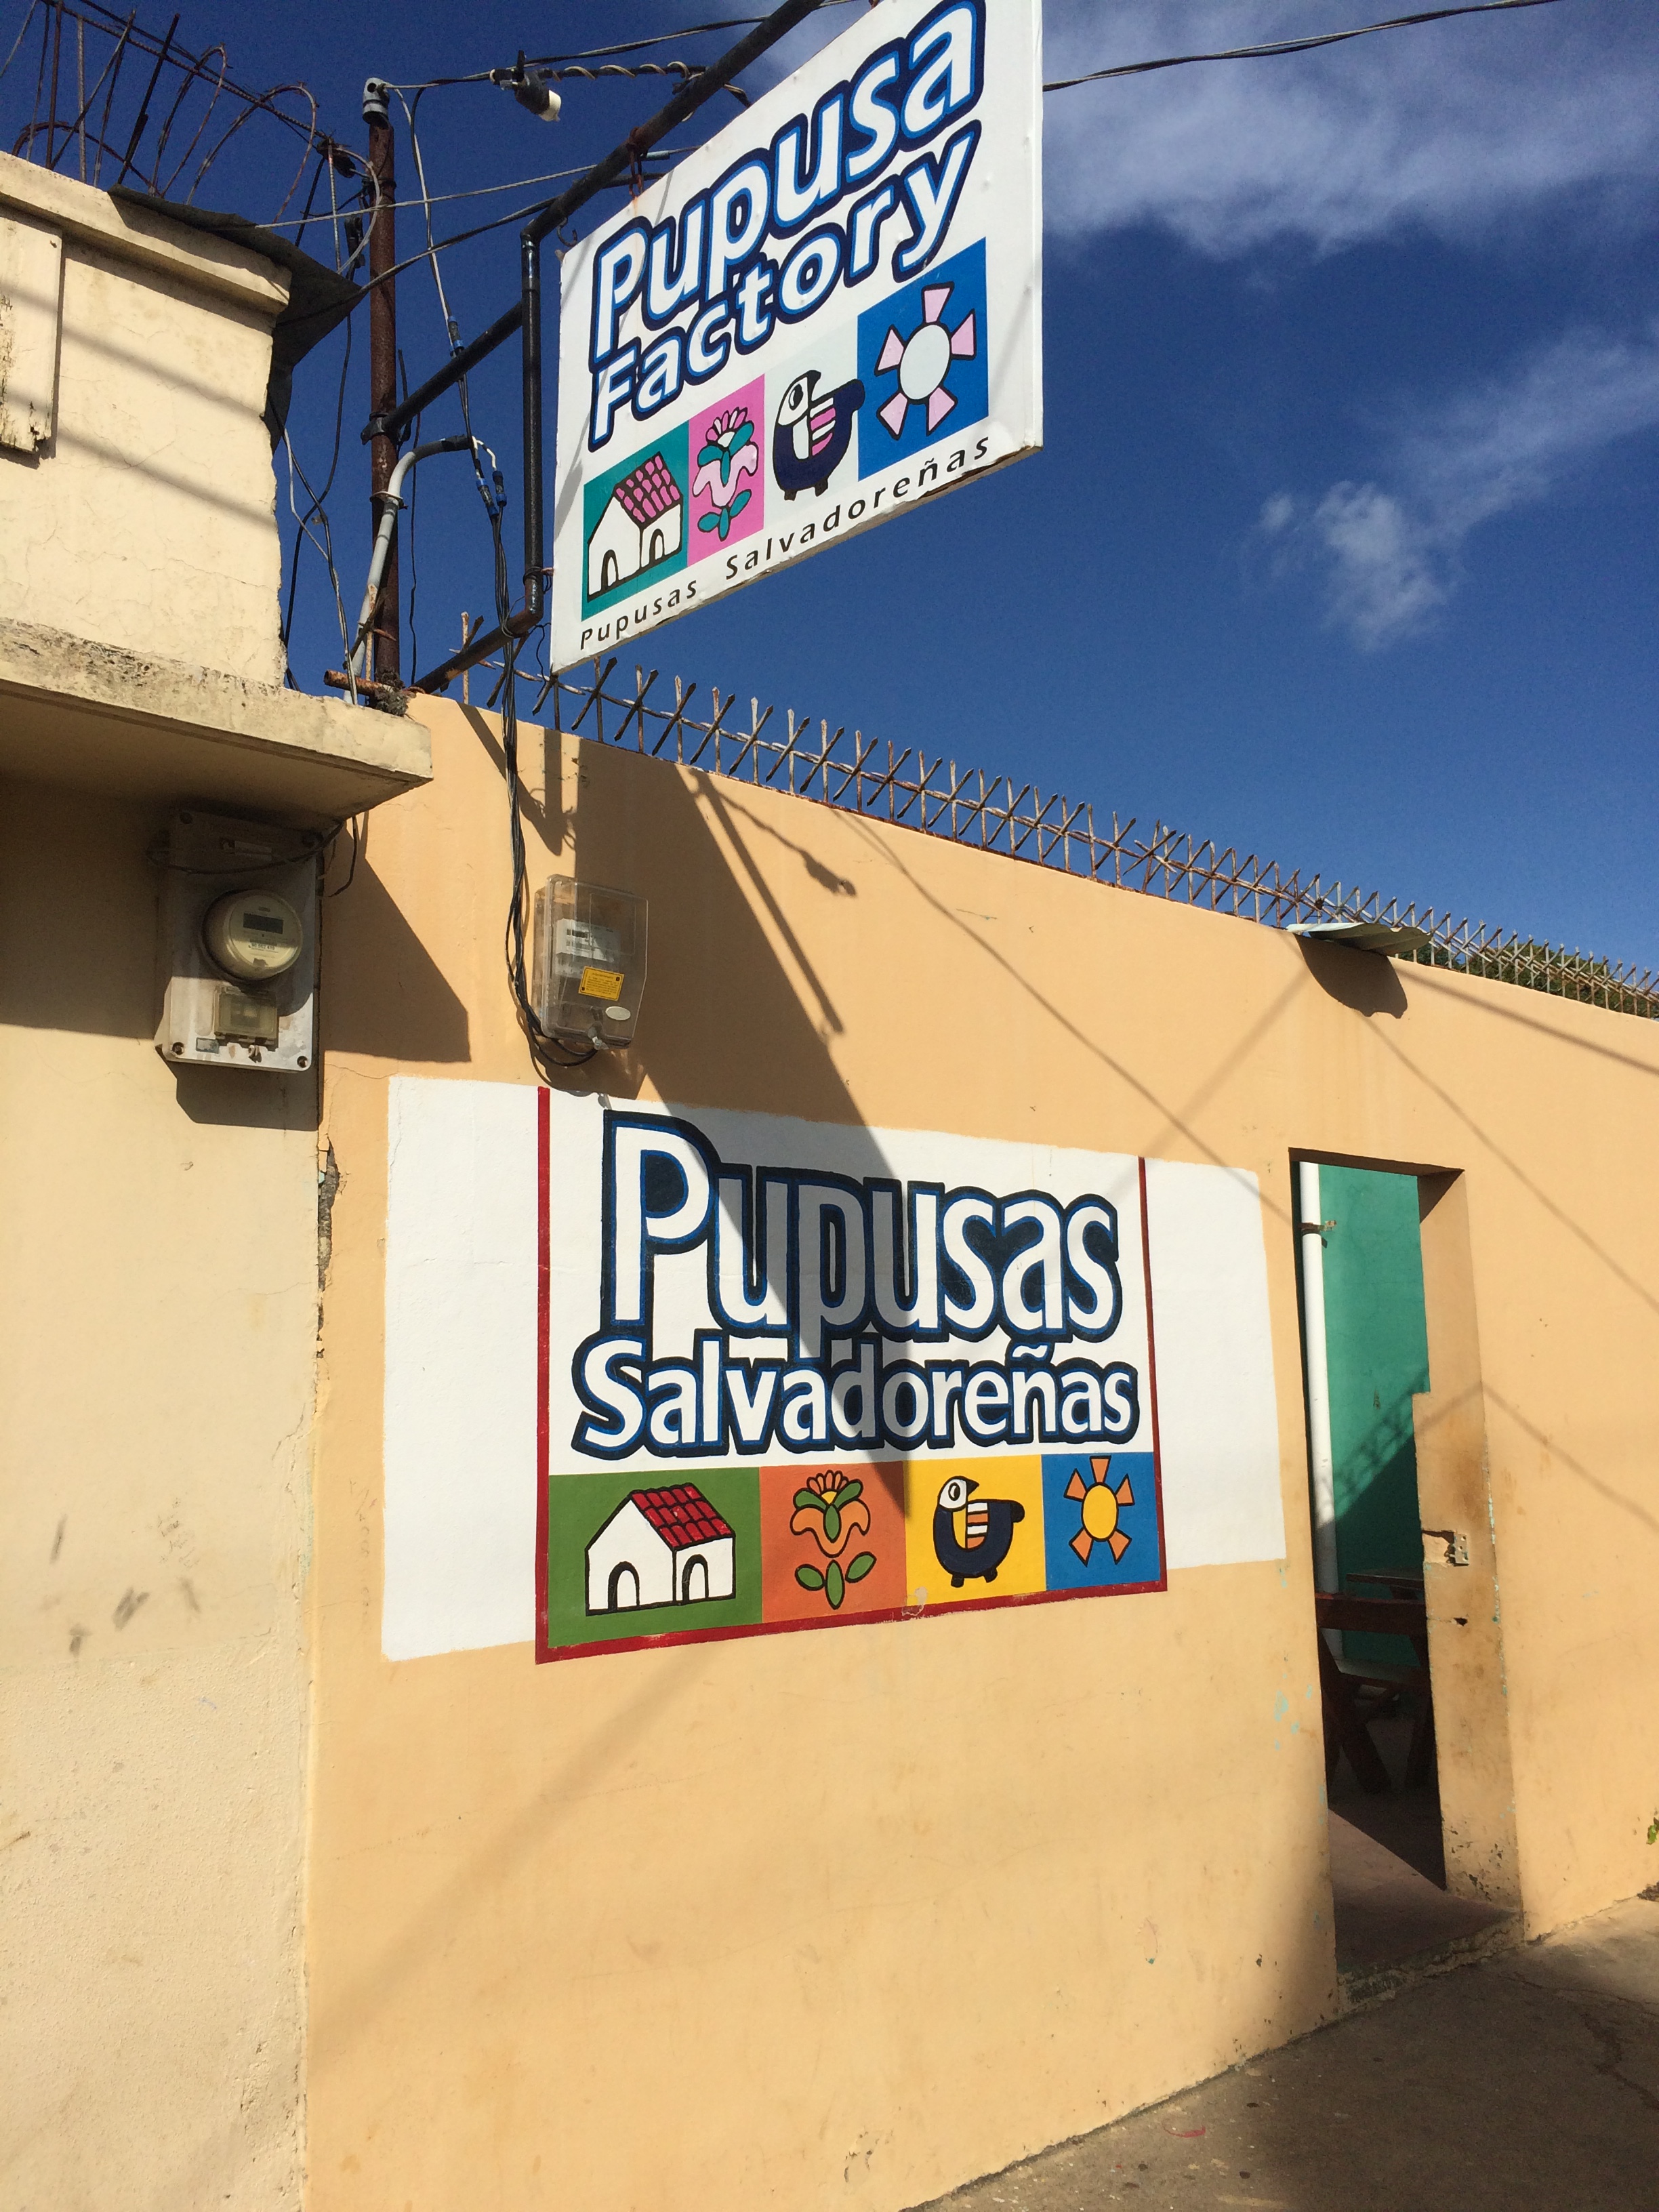 Pupusa
Factory
Pupusas Salvadoreñas
Pupusas
Salvadoreñas